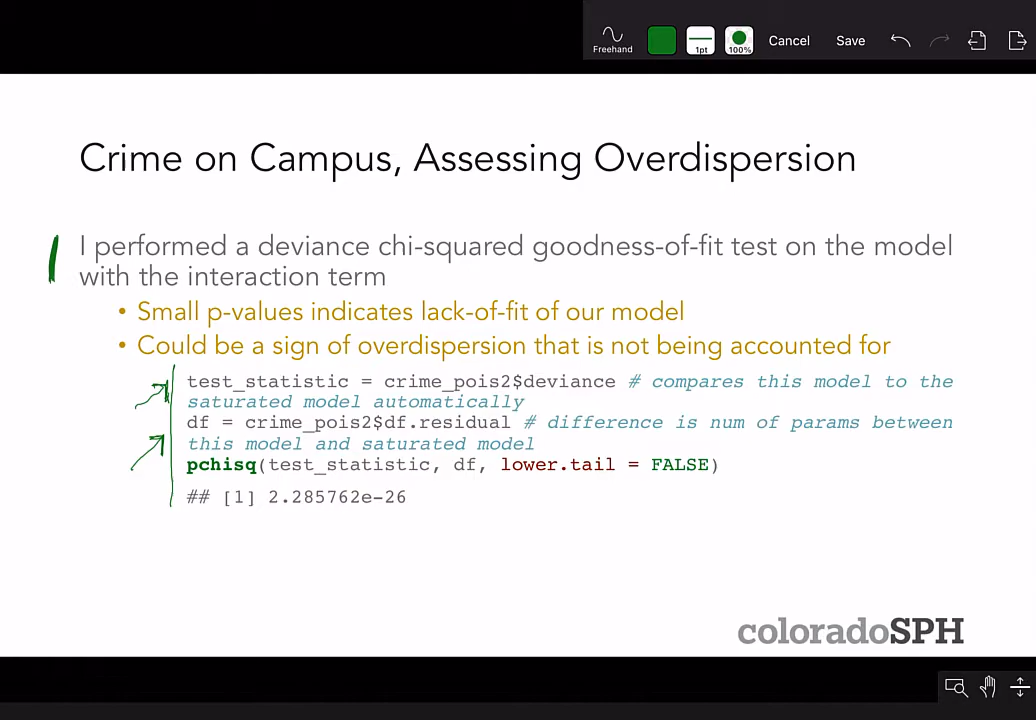 Freehand
1pt
100%
Cancel
Save
Crime on Campus, Assessing Overdispersion
I performed a deviance chi-squared goodness-of-fit test on the model
with the interaction term
• Small p-values indicates lack-of-fit of our model
• Could be a sign of overdispersion that is not being accounted for
test_statistic = crime_pois2$deviance # compares this model to the
saturated model automatically
df = crime_pois2$df.residual # difference is num of params between
this model and saturated model
pchisq(test_statistic, df, lower.tail = FALSE)
## [1] 2.285762e-26
coloradoSPH